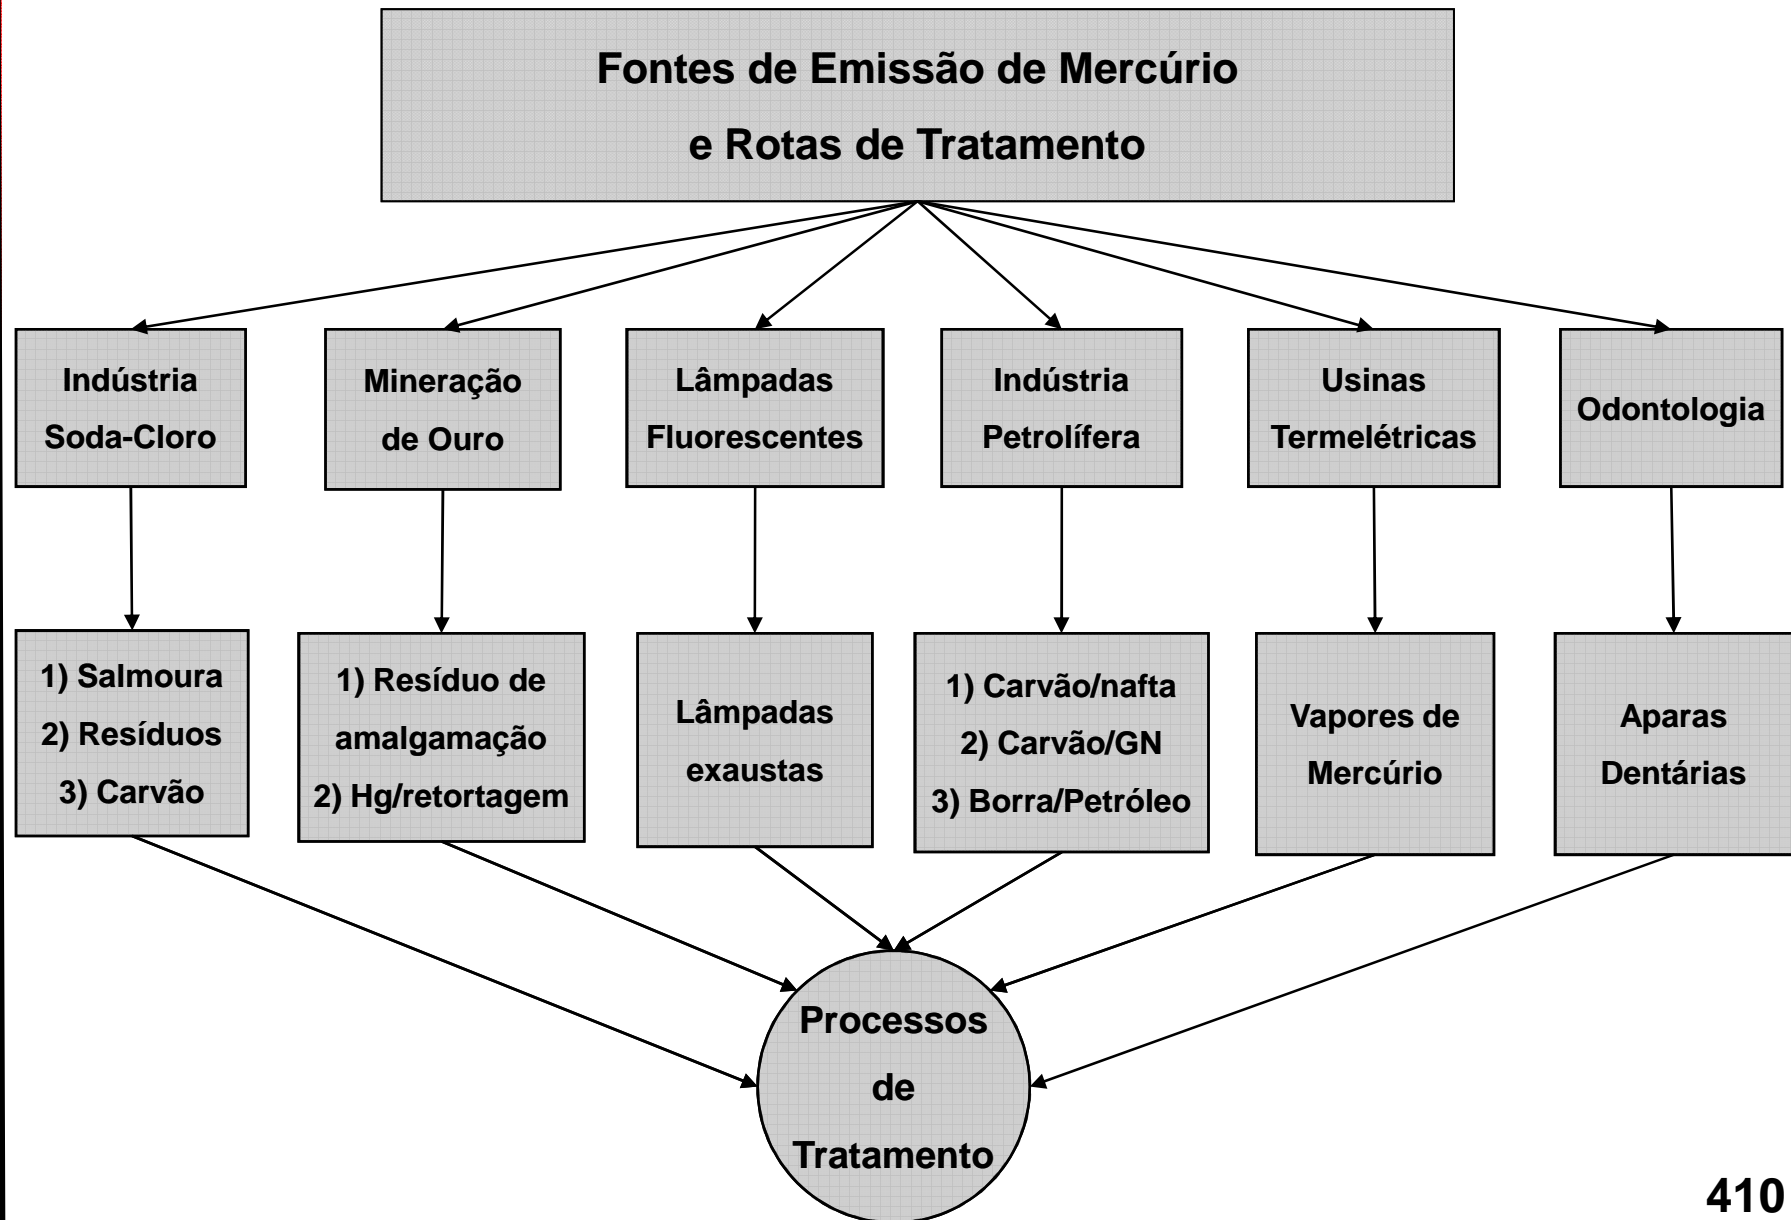 Fontes de Emissão de Mercúrio
e Rotas de Tratamento
Indústria
Soda-Cloro
Mineração
de Ouro
Lâmpadas
Fluorescentes
Indústria
Petrolífera
Usinas
Termelétricas
Odontologia
1) Salmoura
2) Resíduos
3) Carvão
1) Resíduo de
amalgamação
2) Hg/retortagem
Lâmpadas
exaustas
1) Carvão/nafta
2) Carvão/GN
3) Borra/Petróleo
Vapores de
Mercúrio
Aparas
Dentárias
Processos
de
Tratamento
410